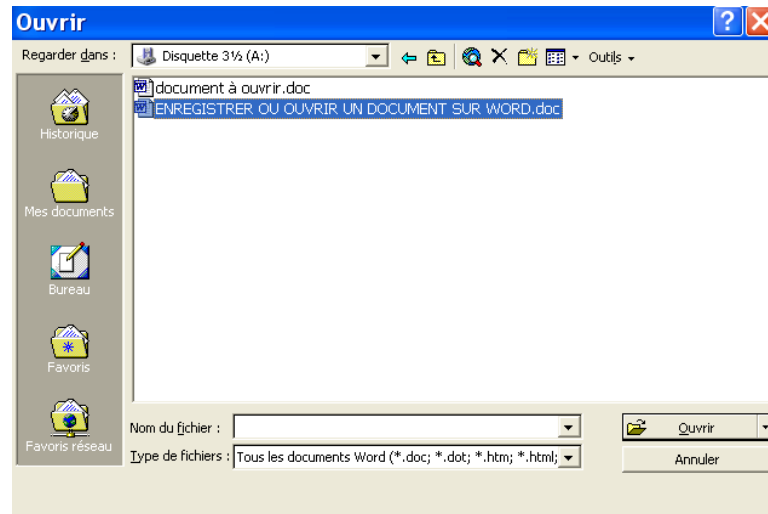 Ouvrir
Regarder dans :
Disquette 3½ (A:)
Outils
document à ouvrir.doc
ENREGISTRER OU OUVRIR UN DOCUMENT SUR WORD.doc
Historique
Mes documents
Bureau
Favoris
Favoris réseau
Nom du fichier :
Ouvrir
Type de fichiers :
Tous les documents Word (*.doc; *.dot; *.htm; *.html;
Annuler